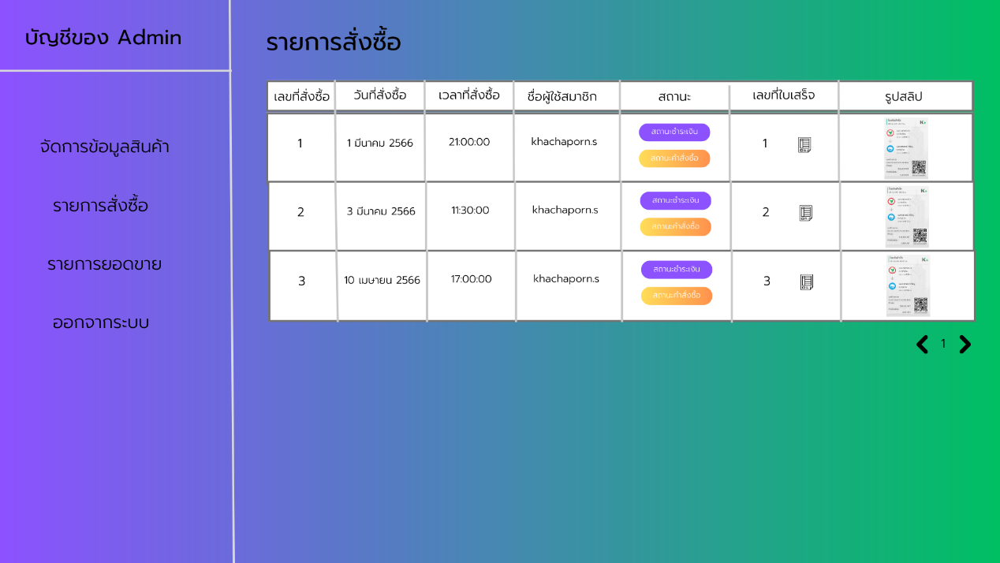 บัญชีของ Admin
รายการสั่งซื้อ
จัดการข้อมูลสินค้า
รายการสั่งซื้อ
รายการยอดขาย
ออกจากระบบ
เลขที่สั่งซื้อ วันที่สั่งซื้อ เวลาที่สั่งซื้อ ชื่อผู้ใช้สมาชิก สถานะ เลขที่ใบเสร็จ รูปสลิป
1 1 มีนาคม 2566 21:00:00 khachaporn.s สถานะชำระเงิน 1 K+
สถานะคำสั่งซื้อ
2 3 มีนาคม 2566 11:30:00 khachaporn.s สถานะชำระเงิน 2 K+
สถานะคำสั่งซื้อ
3 10 เมษายน 2566 17:00:00 khachaporn.s สถานะชำระเงิน 3 K+
สถานะคำสั่งซื้อ
1